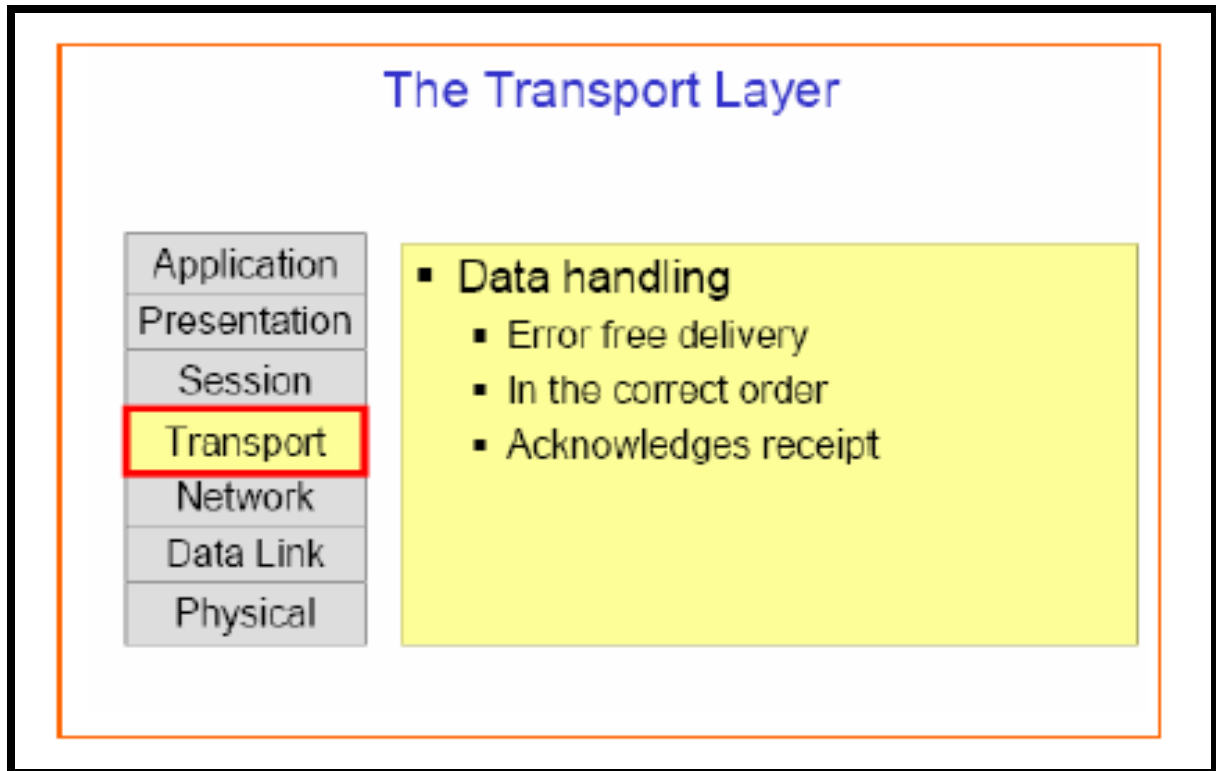 The Transport Layer
Application
Presentation
Session
Transport
Network
Data Link
Physical
▪ Data handling
▪ Error free delivery
▪ In the correct order
▪ Acknowledges receipt